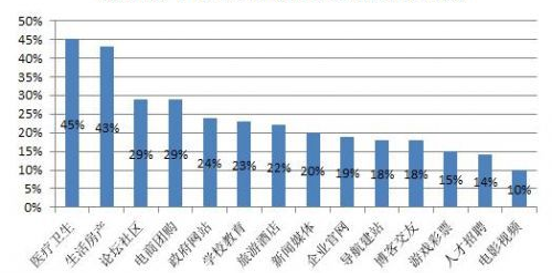 50%
45%
40%
35%
30%
25%
20%
15%
10%
5%
0%
45%
43%
29%
29%
24%
23%
22%
20%
19%
18%
18%
15%
14%
10%
医疗卫生
生活房产
论坛社区
电商团购
政府网站
学校教育
旅游酒店
新闻媒体
企业官网
导航建站
博客交友
游戏彩票
人才招聘
电影视频